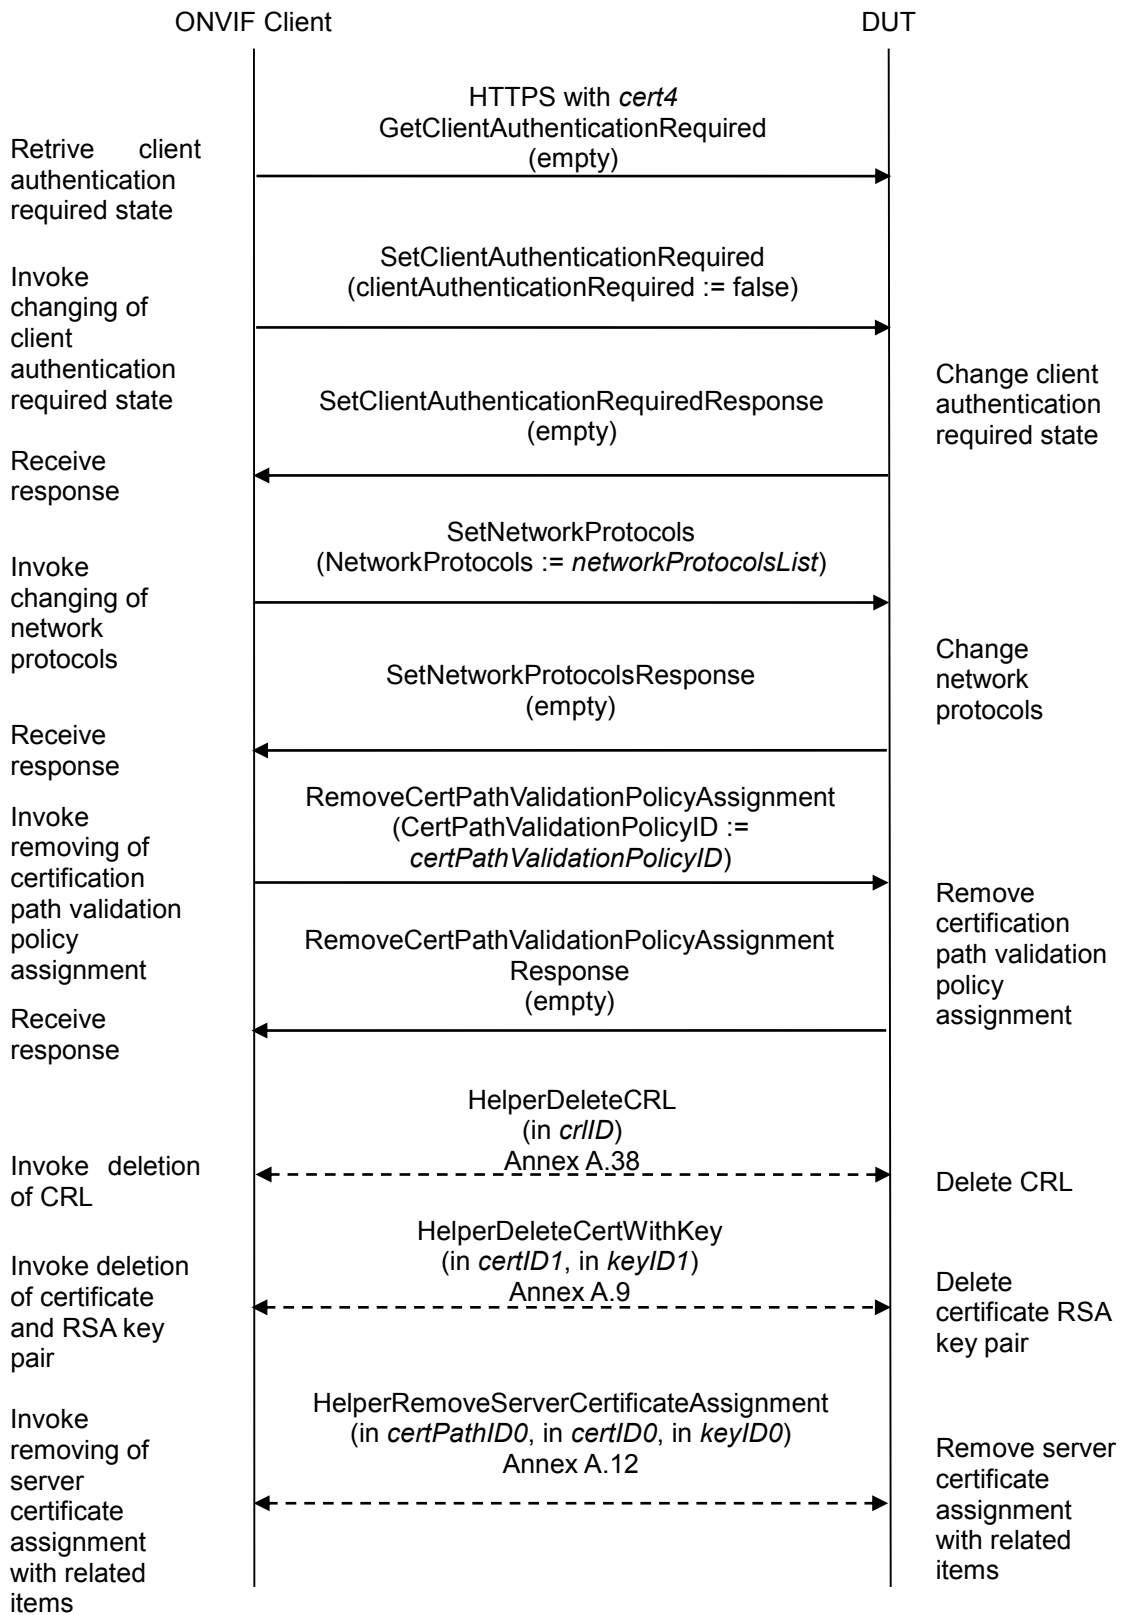 ONVIF Client
DUT
HTTPS with cert4
GetClientAuthenticationRequired
(empty)
Retrive client
authentication
required state
SetClientAuthenticationRequired
(clientAuthenticationRequired := false)
Invoke
changing of
client
authentication
required state
Change client
authentication
required state
SetClientAuthenticationRequiredResponse
(empty)
Receive
response
SetNetworkProtocols
(NetworkProtocols := networkProtocolsList)
Invoke
changing of
network
protocols
Change
network
protocols
SetNetworkProtocolsResponse
(empty)
Receive
response
RemoveCertPathValidationPolicyAssignment
(CertPathValidationPolicyID :=
certPathValidationPolicyID)
Invoke
removing of
certification
path validation
policy
assignment
Remove
certification
path validation
policy
assignment
RemoveCertPathValidationPolicyAssignment
Response
(empty)
Receive
response
HelperDeleteCRL
(in crlID)
Annex A.38
Invoke deletion
of CRL
Delete CRL
HelperDeleteCertWithKey
(in certID1, in keyID1)
Annex A.9
Invoke deletion
of certificate
and RSA key
pair
Delete
certificate RSA
key pair
HelperRemoveServerCertificateAssignment
(in certPathID0, in certID0, in keyID0)
Annex A.12
Invoke
removing of
server
certificate
assignment
with related
items
Remove server
certificate
assignment
with related
items